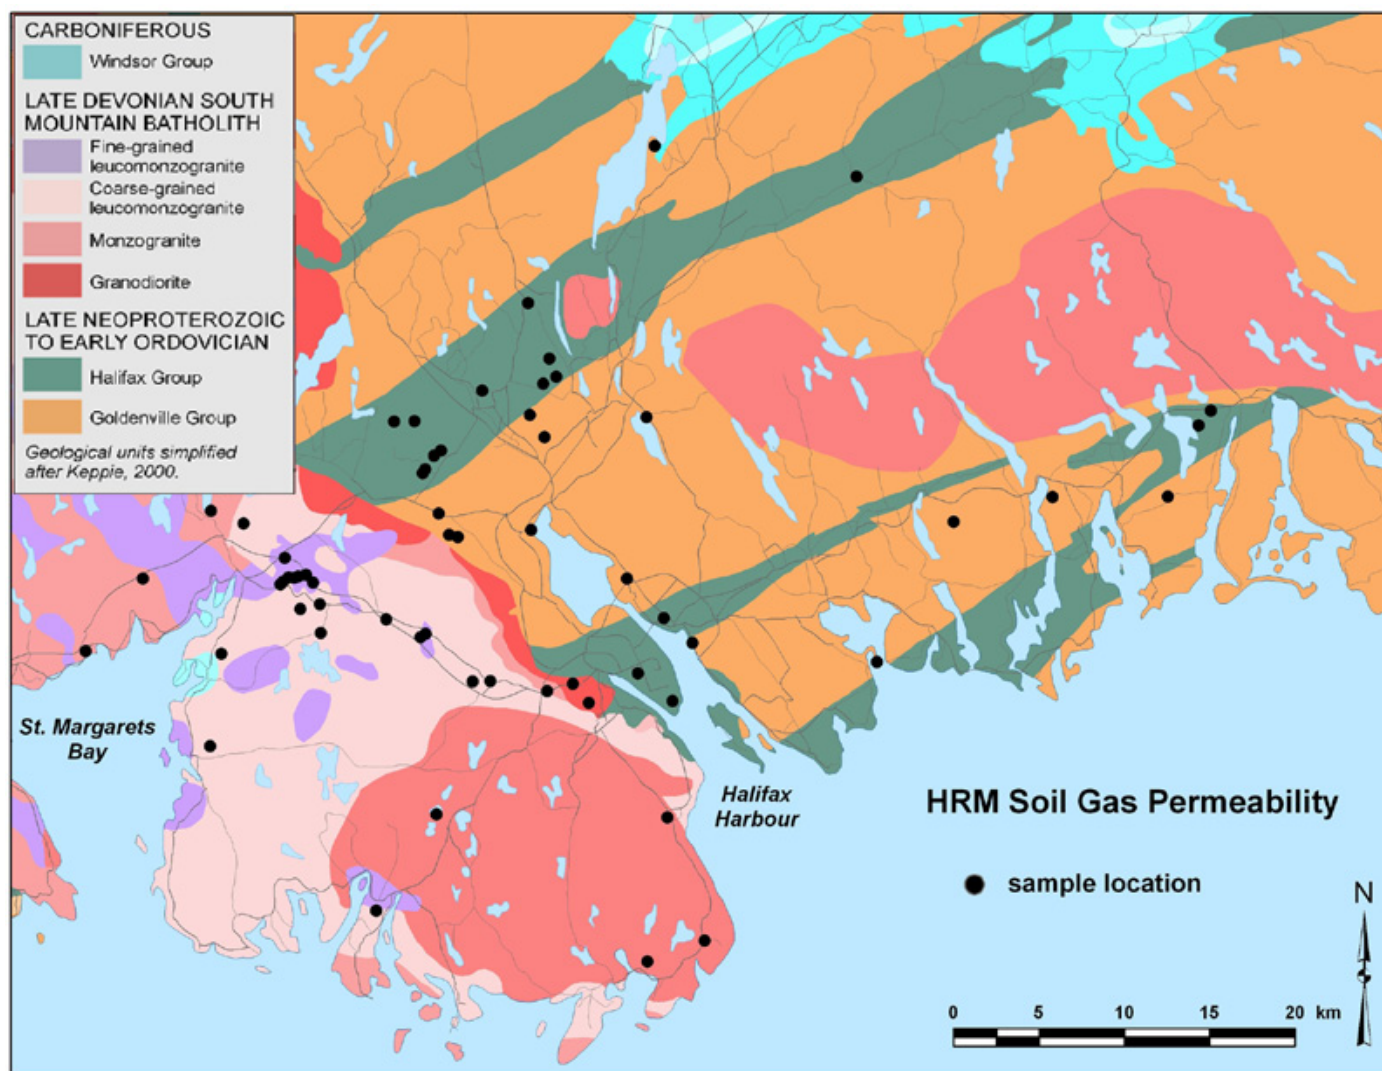 CARBONIFEROUS
Windsor Group
LATE DEVONIAN SOUTH
MOUNTAIN BATHOLITH
Fine-grained
leucomonzogranite
Coarse-grained
leucomonzogranite
Monzogranite
Granodiorite
LATE NEOPROTEROZOIC
TO EARLY ORDOVICIAN
Halifax Group
Goldenville Group
Geological units simplified
after Keppie, 2000.
St. Margarets
Bay
Halifax
Harbour
HRM Soil Gas Permeability
sample location
N
0 5 10 15 20 km